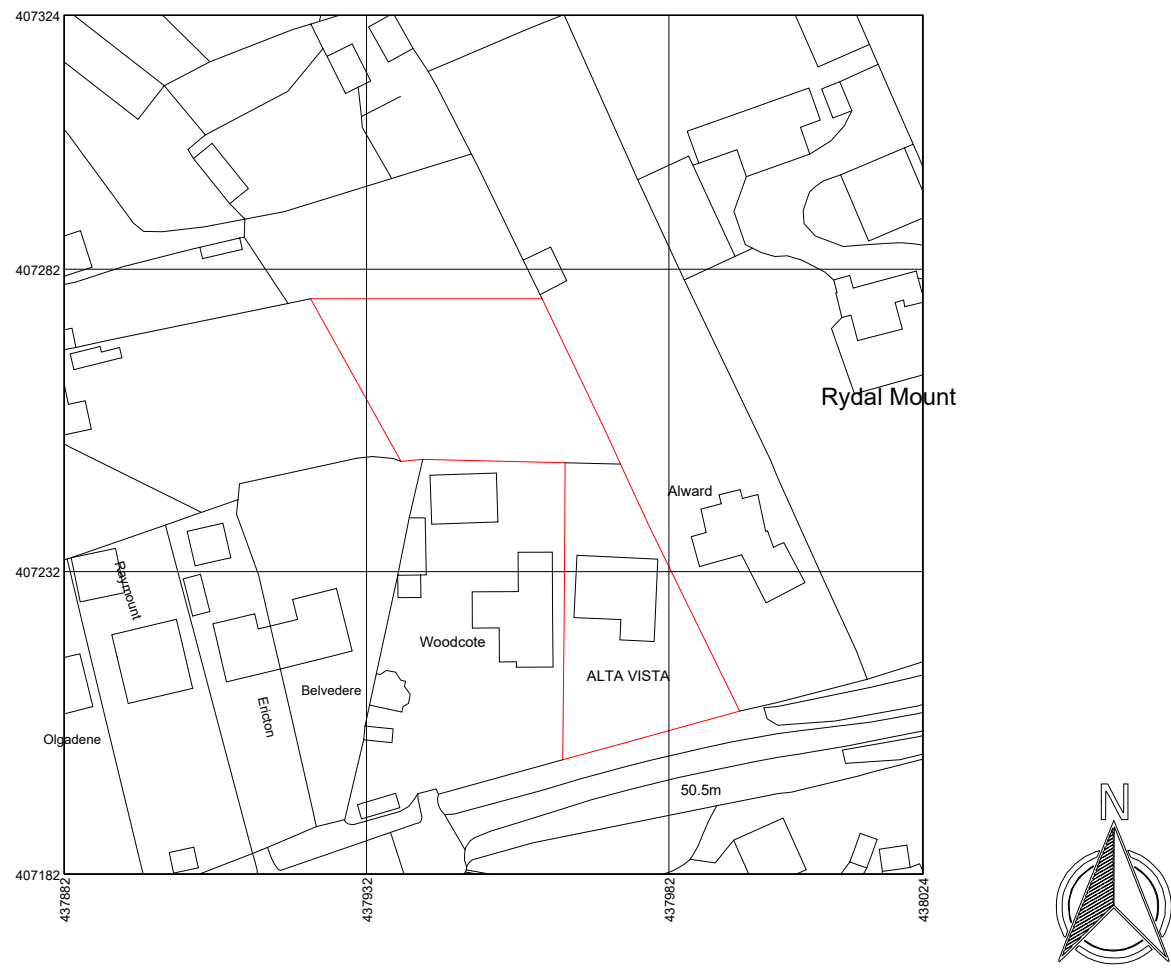 407324
407282
Rydal Mount
Alward
407232
Raymount
Woodcote
ALTA VISTA
Belvedere
Ericton
Olgadene
50.5m
N
407182
437882
437932
437982
438024